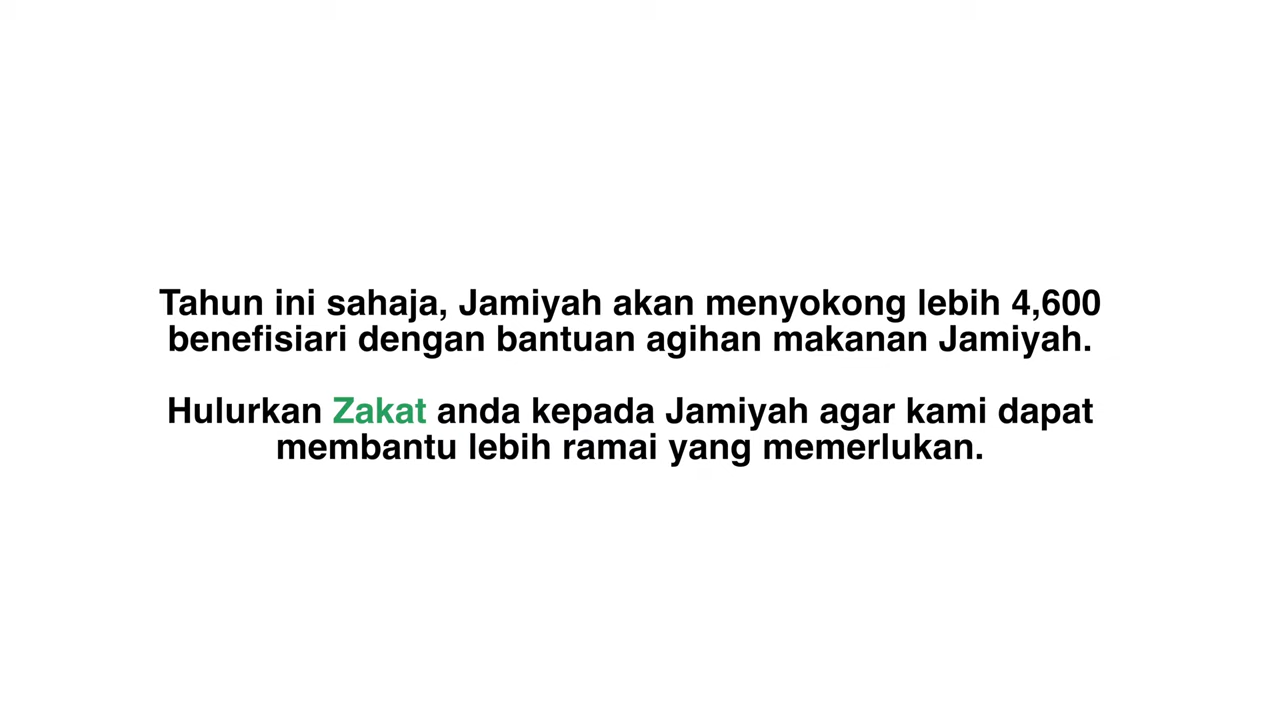 Tahun ini sahaja, Jamiyah akan menyokong lebih 4,600
benefisiari dengan bantuan agihan makanan Jamiyah.
Hulurkan Zakat anda kepada Jamiyah agar kami dapat
membantu lebih ramai yang memerlukan.